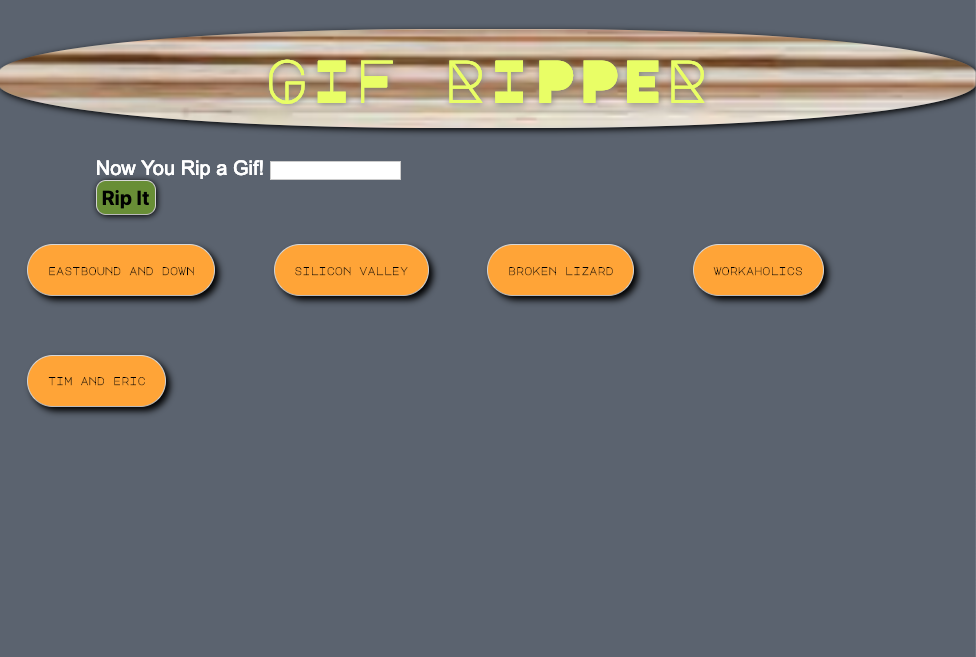 GIF RIPPER
Now You Rip a Gif!
Rip It
EASTBOUND AND DOWN
SILICON VALLEY
BROKEN LIZARD
WORKAHOLICS
TIM AND ERIC